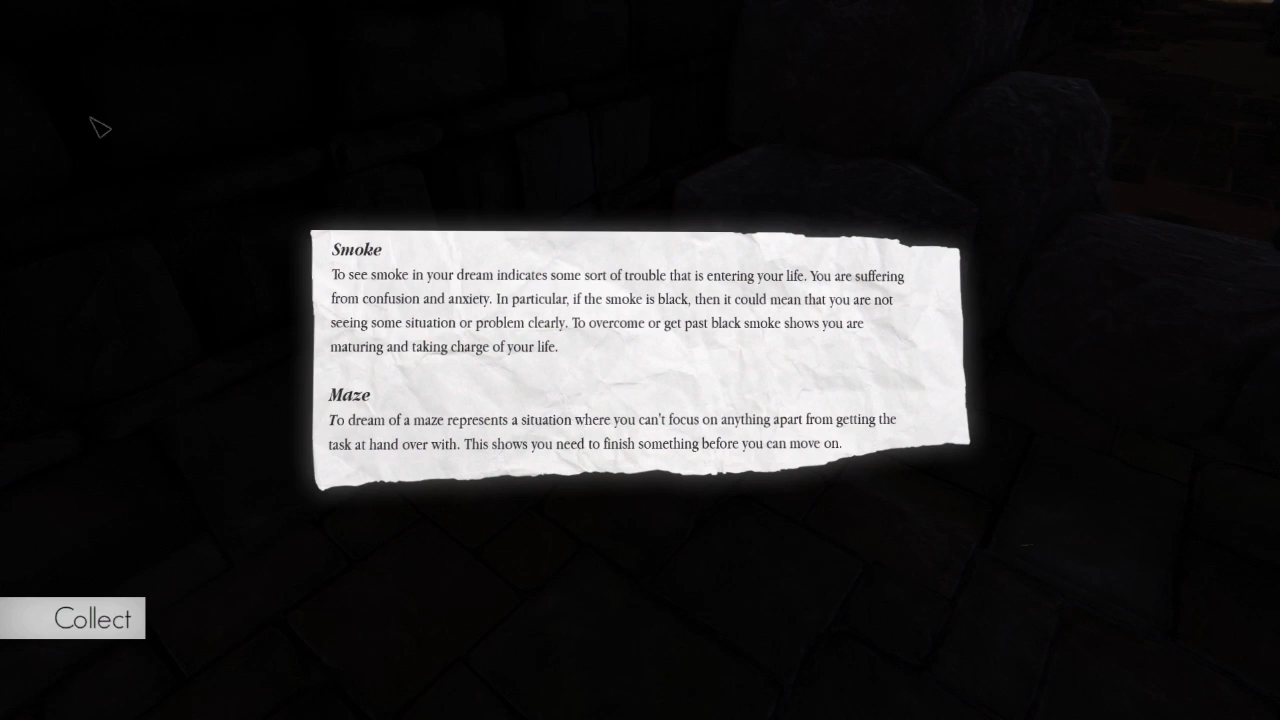 Smoke
To see smoke in your dream indicates some sort of trouble that is entering your life. You are suffering
from confusion and anxiety. In particular, if the smoke is black, then it could mean that you are not
seeing some situation or problem clearly. To overcome or get past black smoke shows you are
maturing and taking charge of your life.
Maze
To dream of a maze represents a situation where you can't focus on anything apart from getting the
task at hand over with. This shows you need to finish something before you can move on.
Collect